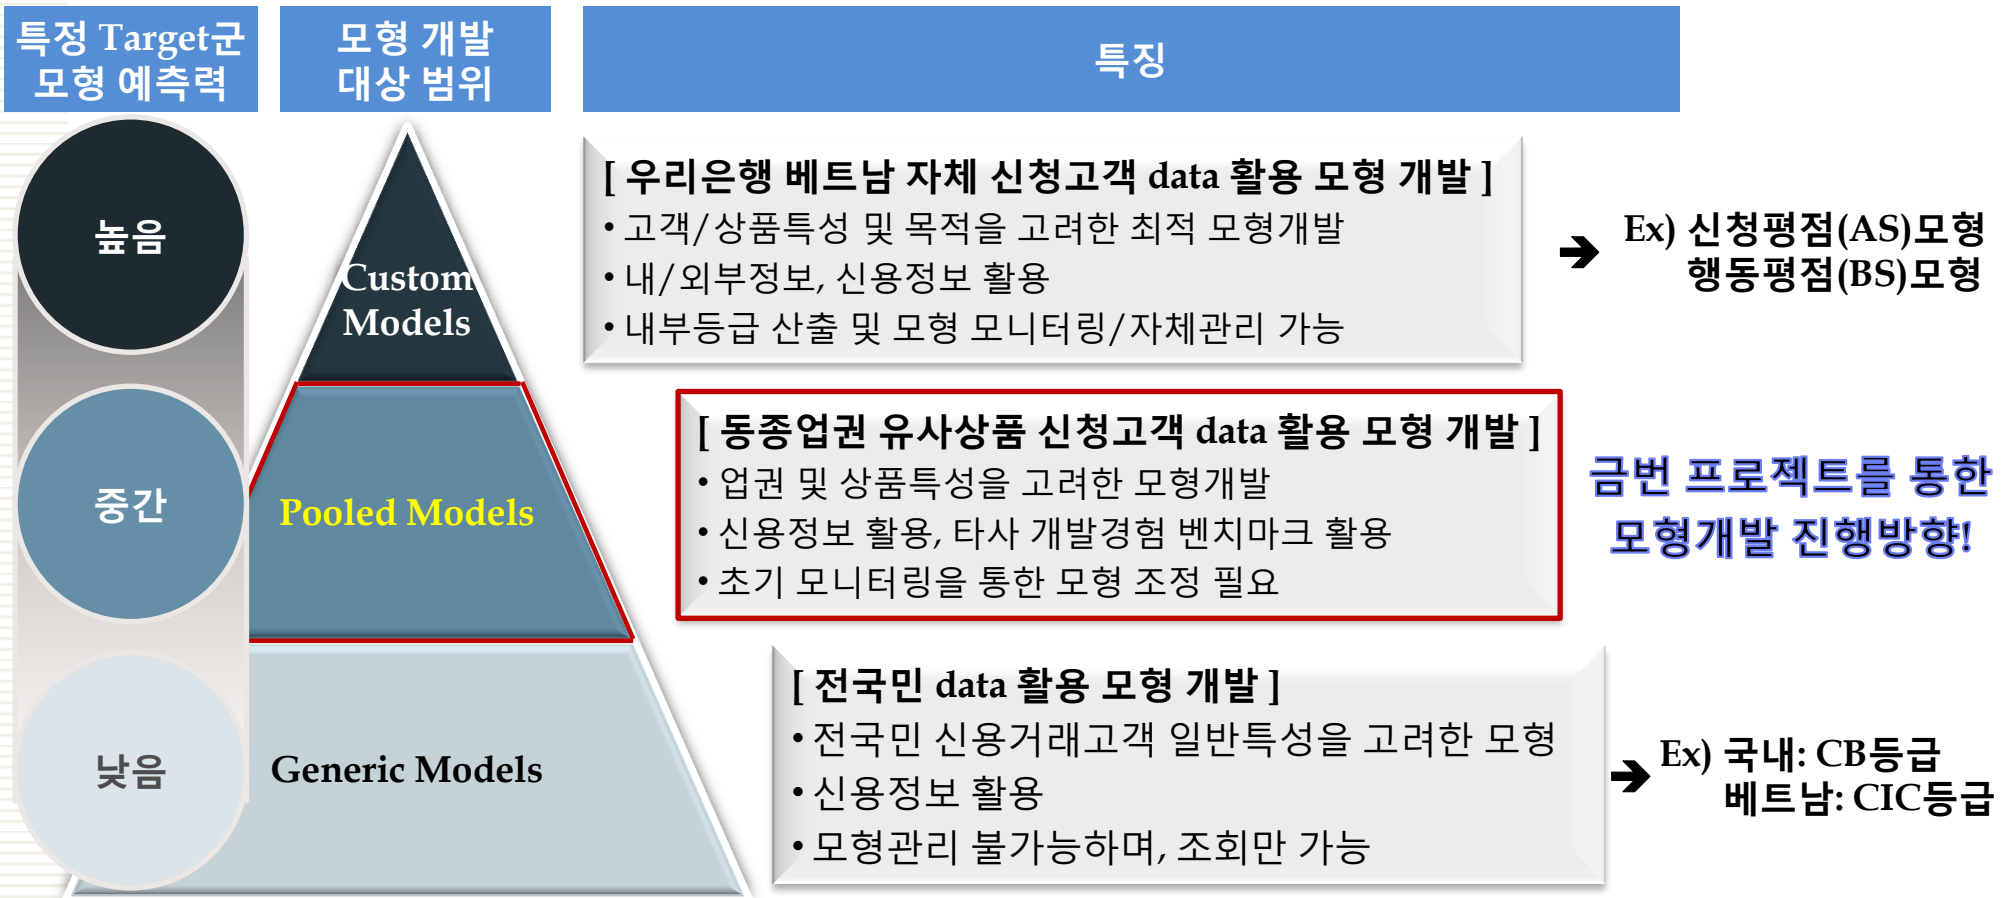 특정 Target군
모형 예측력
모형 개발
대상 범위
특징
높음
Custom
Models
[ 우리은행 베트남 자체 신청고객 data 활용 모형 개발 ]
• 고객/상품특성 및 목적을 고려한 최적 모형개발
• 내/외부정보, 신용정보 활용
• 내부등급 산출 및 모형 모니터링/자체관리 가능
Ex) 신청평점(AS)모형
행동평점(BS)모형
중간
Pooled Models
[ 동종업권 유사상품 신청고객 data 활용 모형 개발 ]
• 업권 및 상품특성을 고려한 모형개발
• 신용정보 활용, 타사 개발경험 벤치마크 활용
• 초기 모니터링을 통한 모형 조정 필요
금번 프로젝트를 통한
모형개발 진행방향!
낮음
Generic Models
[ 전국민 data 활용 모형 개발 ]
• 전국민 신용거래고객 일반특성을 고려한 모형
• 신용정보 활용
• 모형관리 불가능하며, 조회만 가능
Ex) 국내: CB등급
베트남: CIC등급